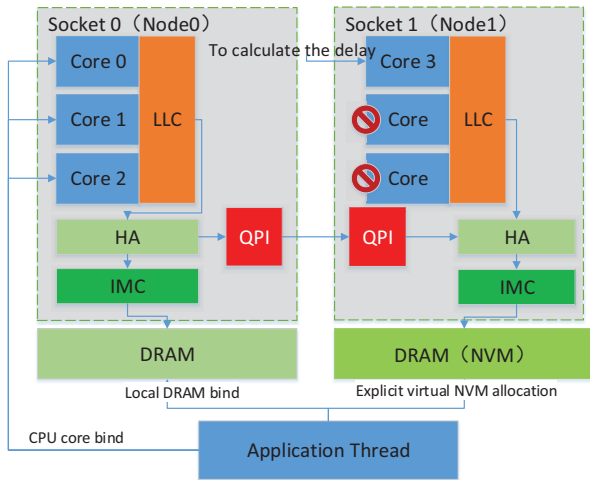 Socket 0（Node0）
Socket 1（Node1）
To calculate the delay
Core 0
Core 1
Core 2
LLC
Core 3
Core
Core
LLC
HA
QPI
QPI
HA
IMC
IMC
DRAM
DRAM（NVM）
Local DRAM bind
Explicit virtual NVM allocation
CPU core bind
Application Thread